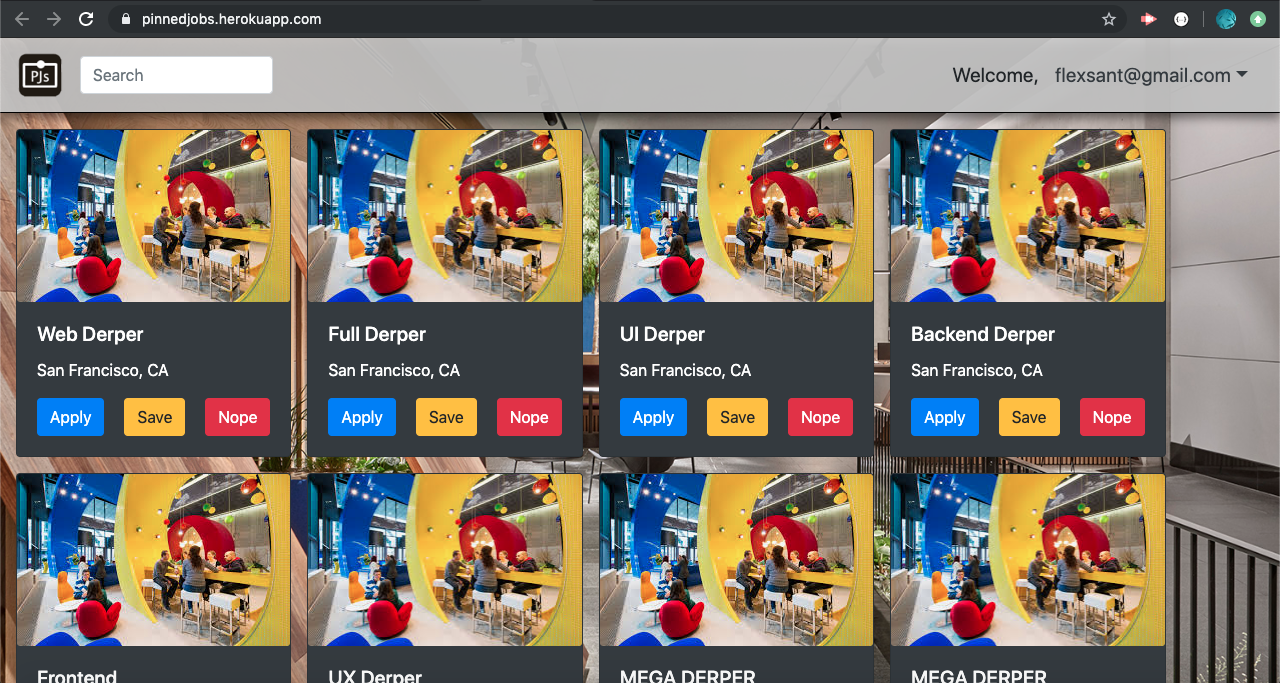 pinnedjobs.herokuapp.com
PJs
Search
Welcome, flexsant@gmail.com
Web Derper
San Francisco, CA
Apply Save Nope
Full Derper
San Francisco, CA
Apply Save Nope
UI Derper
San Francisco, CA
Apply Save Nope
Backend Derper
San Francisco, CA
Apply Save Nope
Frontend
UX Derper
MEGA DERPER
MEGA DERPER